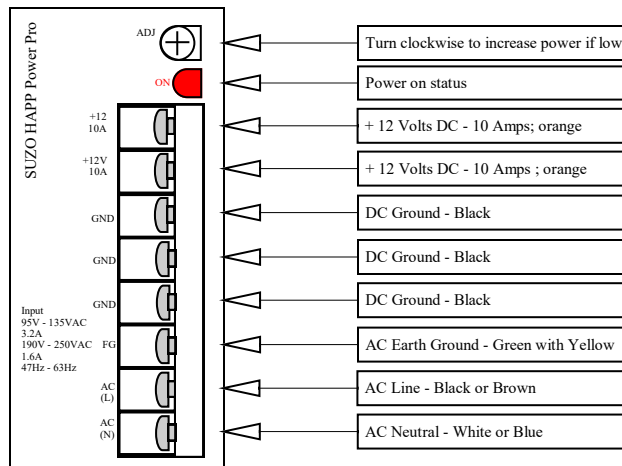 SUZO HAPP Power Pro
ADJ
Turn clockwise to increase power if low
ON
Power on status
+12
10A
+ 12 Volts DC - 10 Amps; orange
+12V
10A
+ 12 Volts DC - 10 Amps ; orange
GND
DC Ground - Black
GND
DC Ground - Black
GND
DC Ground - Black
Input
95V - 135VAC
3.2A
190V - 250VAC
1.6A
47Hz - 63Hz
FG
AC Earth Ground - Green with Yellow
AC
(L)
AC Line - Black or Brown
AC
(N)
AC Neutral - White or Blue